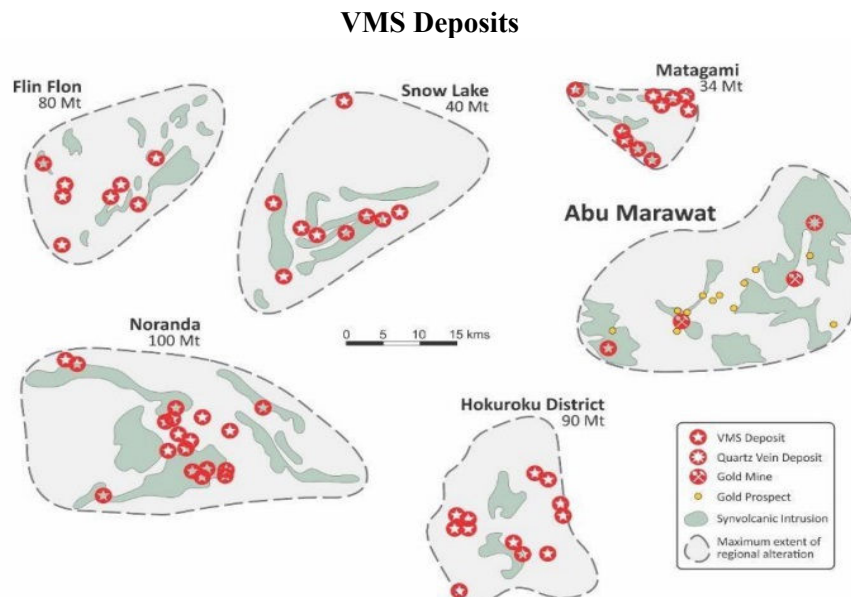 VMS Deposits
Flin Flon
80 Mt
Snow Lake
40 Mt
Matagami
34 Mt
Abu Marawat
Noranda
100 Mt
0 5 10 15 kms
Hokuroku District
90 Mt
VMS Deposit
Quartz Vein Deposit
Gold Mine
Gold Prospect
Synvolcanic Intrusion
Maximum extent of
regional alteration